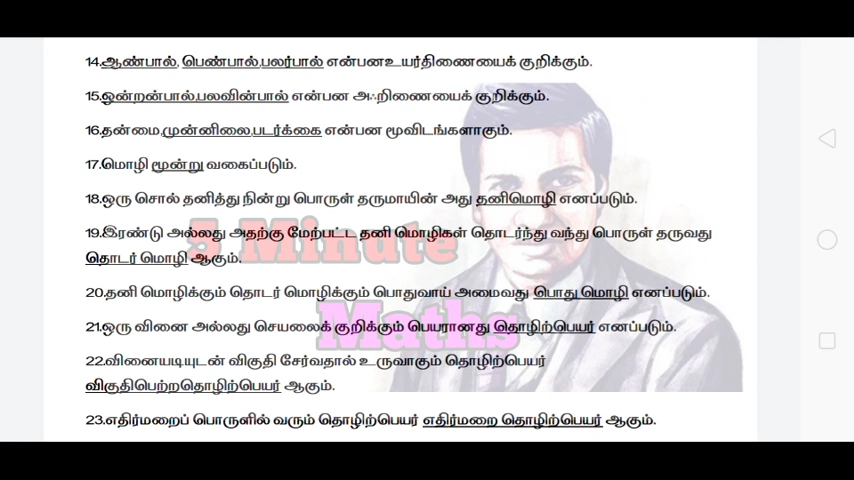 14.ஆண்பால், பெண்பால்,பலர்பால் என்பனஉயர்திணையைக் குறிக்கும்.
15.ஒன்றன்பால்,பலவின்பால் என்பன அஃறிணையைக் குறிக்கும்.
16.தன்மை,முன்னிலை,படர்க்கை என்பன மூவிடங்களாகும்.
17.மொழி மூன்று வகைப்படும்.
18.ஒரு சொல் தனித்து நின்று பொருள் தருமாயின் அது தனிமொழி எனப்படும்.
19.இரண்டு அல்லது அதற்கு மேற்பட்ட தனி மொழிகள் தொடர்ந்து வந்து பொருள் தருவது
தொடர் மொழி ஆகும்.
5 Minute
20.தனி மொழிக்கும் தொடர் மொழிக்கும் பொதுவாய் அமைவது பொது மொழி எனப்படும்.
21.ஒரு வினை அல்லது செயலைக் குறிக்கும் பெயரானது தொழிற்பெயர் எனப்படும்.
Maths
22.வினையடியுடன் விகுதி சேர்வதால் உருவாகும் தொழிற்பெயர்
விகுதிபெற்றதொழிற்பெயர் ஆகும்.
23.எதிர்மறைப் பொருளில் வரும் தொழிற்பெயர் எதிர்மறை தொழிற்பெயர் ஆகும்.